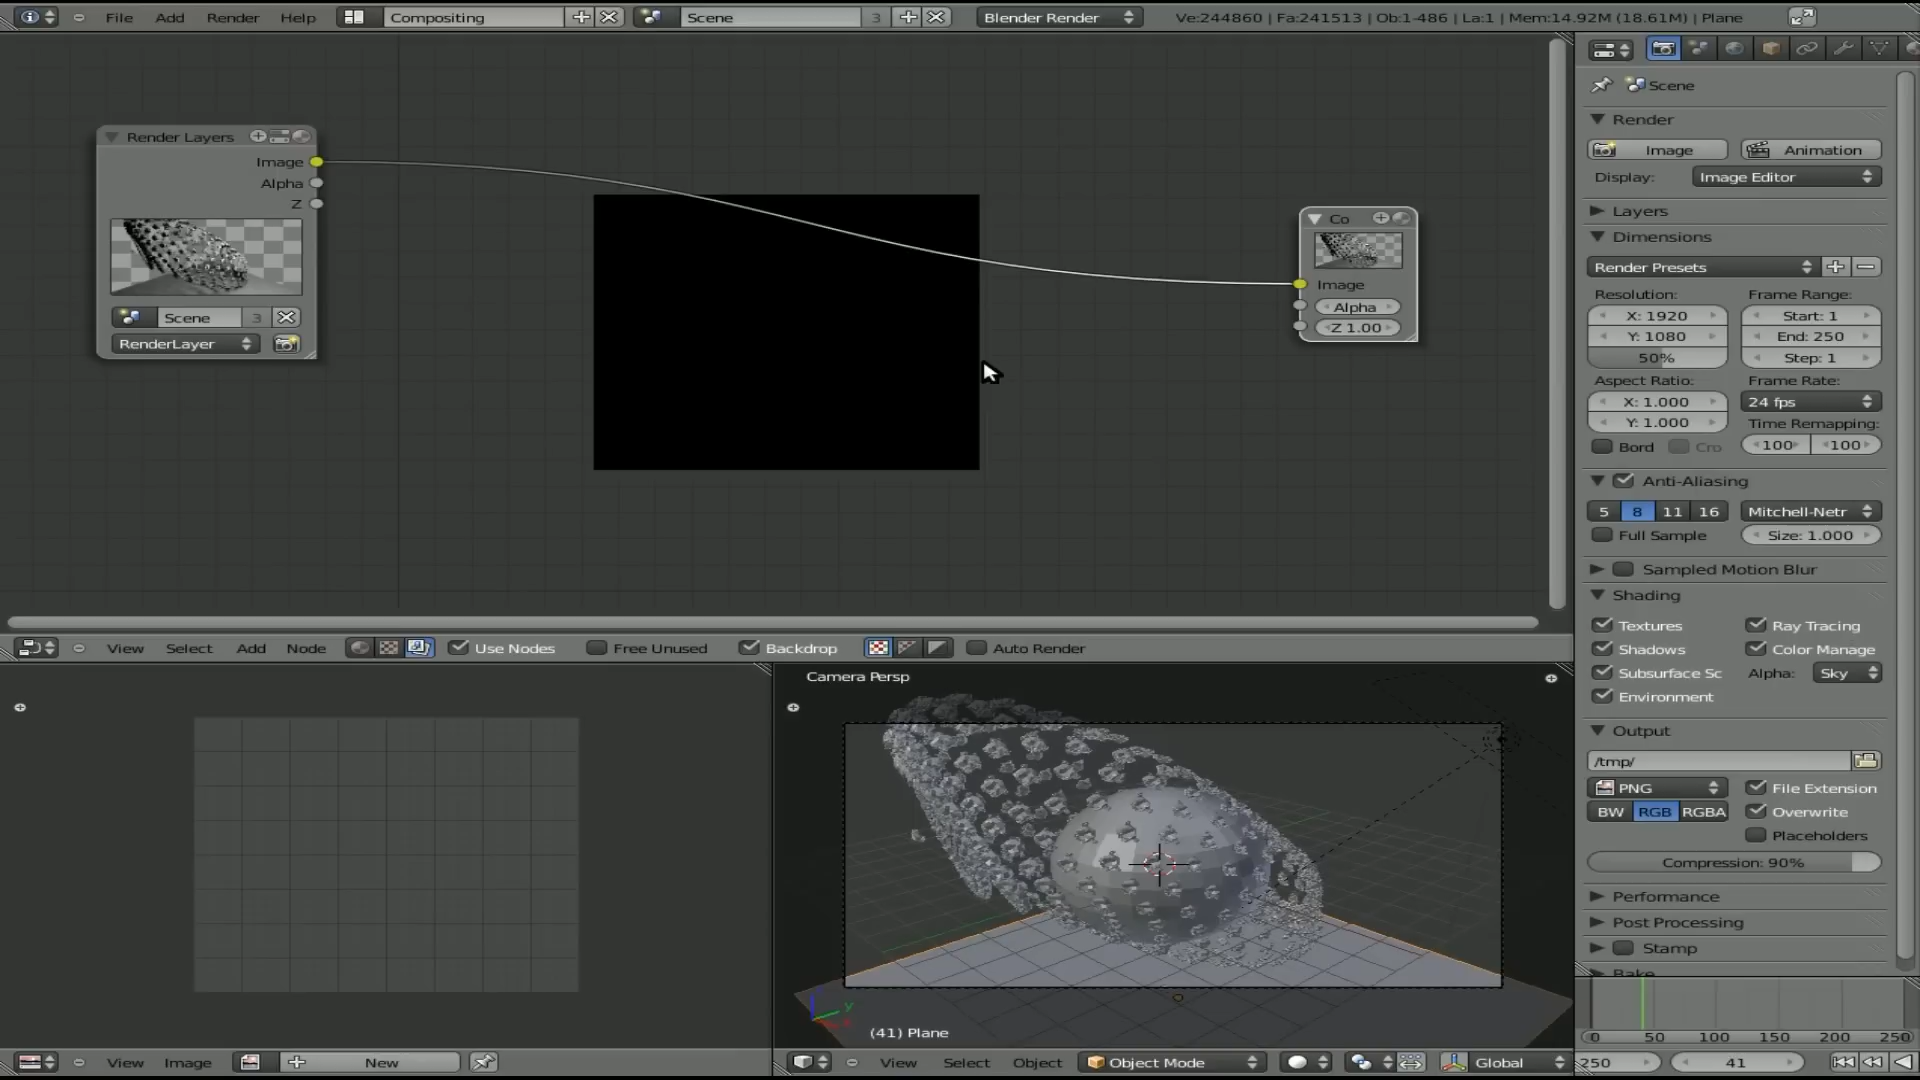 File Add Render Help Compositing Scene 3 Blender Render Ve:244860 | Fa:241513 | Ob:1-486 | La:1 | Mem:14.92M (18.61M) | Plane
Render Layers
Image
Alpha
Z
Scene 3
RenderLayer
Co
Image
Alpha
Z 1.00
View Select Add Node Use Nodes Free Unused Backdrop Auto Render
View Image New
Camera Persp
(41) Plane
View Select Object Object Mode Global
Scene
Render
Image Animation
Display: Image Editor
Layers
Dimensions
Render Presets
Resolution: Frame Range:
X: 1920 Start: 1
Y: 1080 End: 250
50% Step: 1
Aspect Ratio: Frame Rate:
X: 1.000 24 fps
Y: 1.000 Time Remapping:
Bord Cro 100 100
Anti-Aliasing
5 8 11 16 Mitchell-Netr
Full Sample Size: 1.000
Sampled Motion Blur
Shading
Textures Ray Tracing
Shadows Color Manage
Subsurface Sc Alpha: Sky
Environment
Output
/tmp/
PNG File Extension
BW RGB RGBA Overwrite
Placeholders
Compression: 90%
Performance
Post Processing
Stamp
Bake
0 50 100 150 200 250
250 41